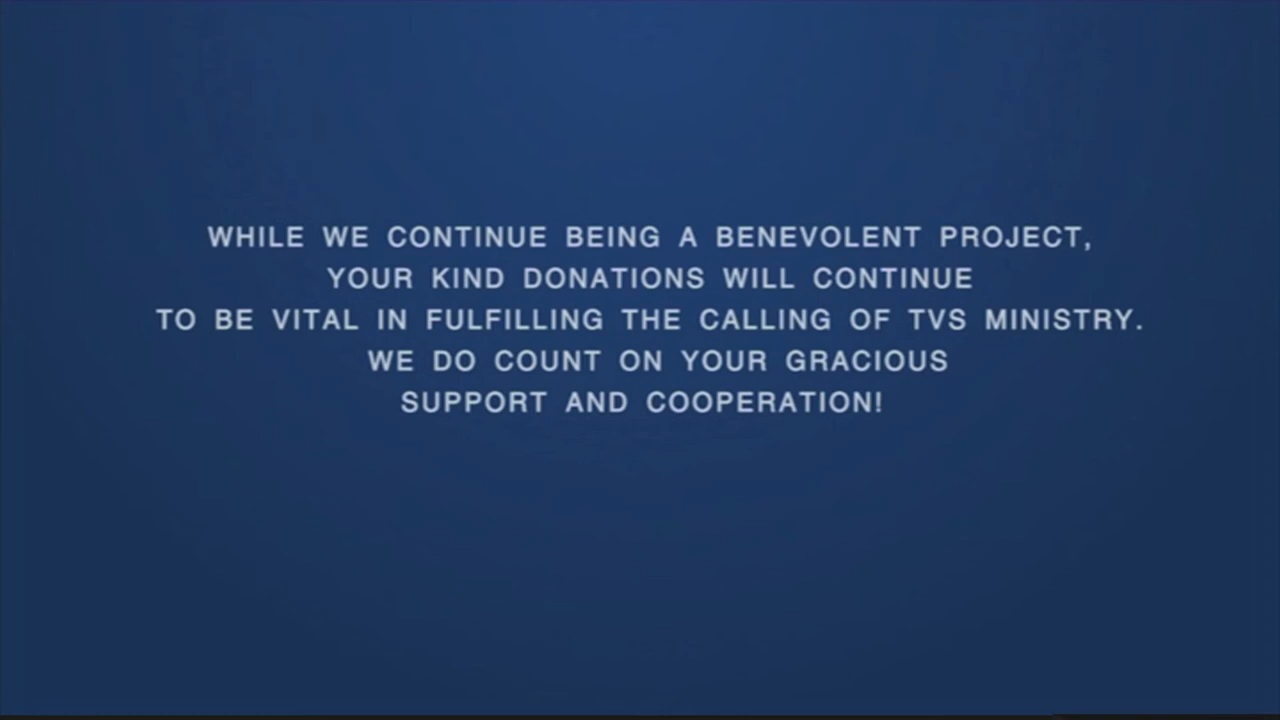 WHILE WE CONTINUE BEING A BENEVOLENT PROJECT,
YOUR KIND DONATIONS WILL CONTINUE
TO BE VITAL IN FULFILLING THE CALLING OF TVS MINISTRY.
WE DO COUNT ON YOUR GRACIOUS
SUPPORT AND COOPERATION!